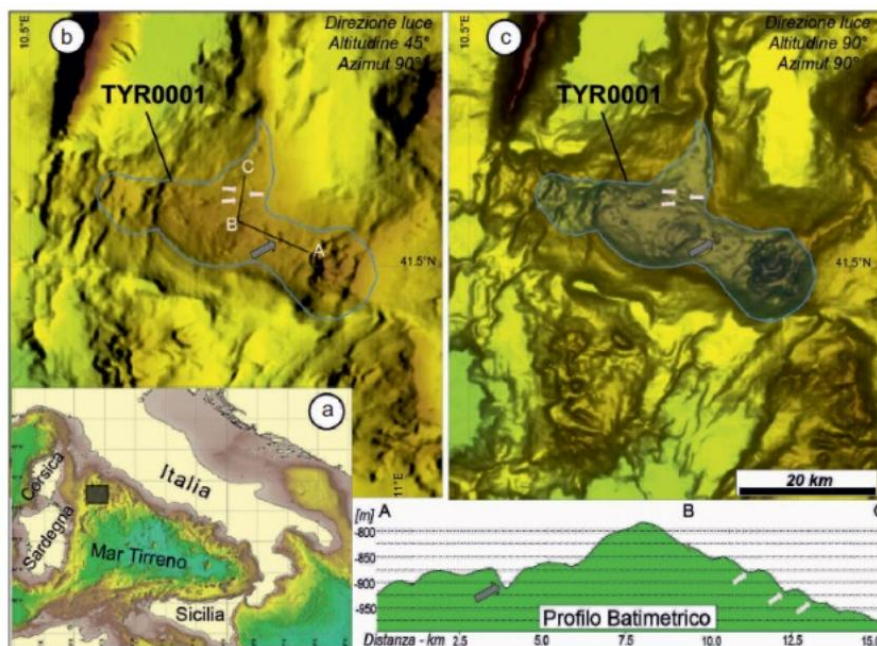 b
10.5°E
Direzione luce
Altitudine 45°
Azimut 90°
TYR0001
C
B
A
41.5°N
11°E
c
10.5°E
Direzione luce
Altitudine 90°
Azimut 90°
TYR0001
41.5°N
20 km
a
Corsica
Sardegna
Italia
Mar Tirreno
Sicilia
A
B
[m]
-800
-850
-900
-950
Profilo Batimetrico
Distanza - km 2.5 5.0 7.5 10.0 12.5 15.0